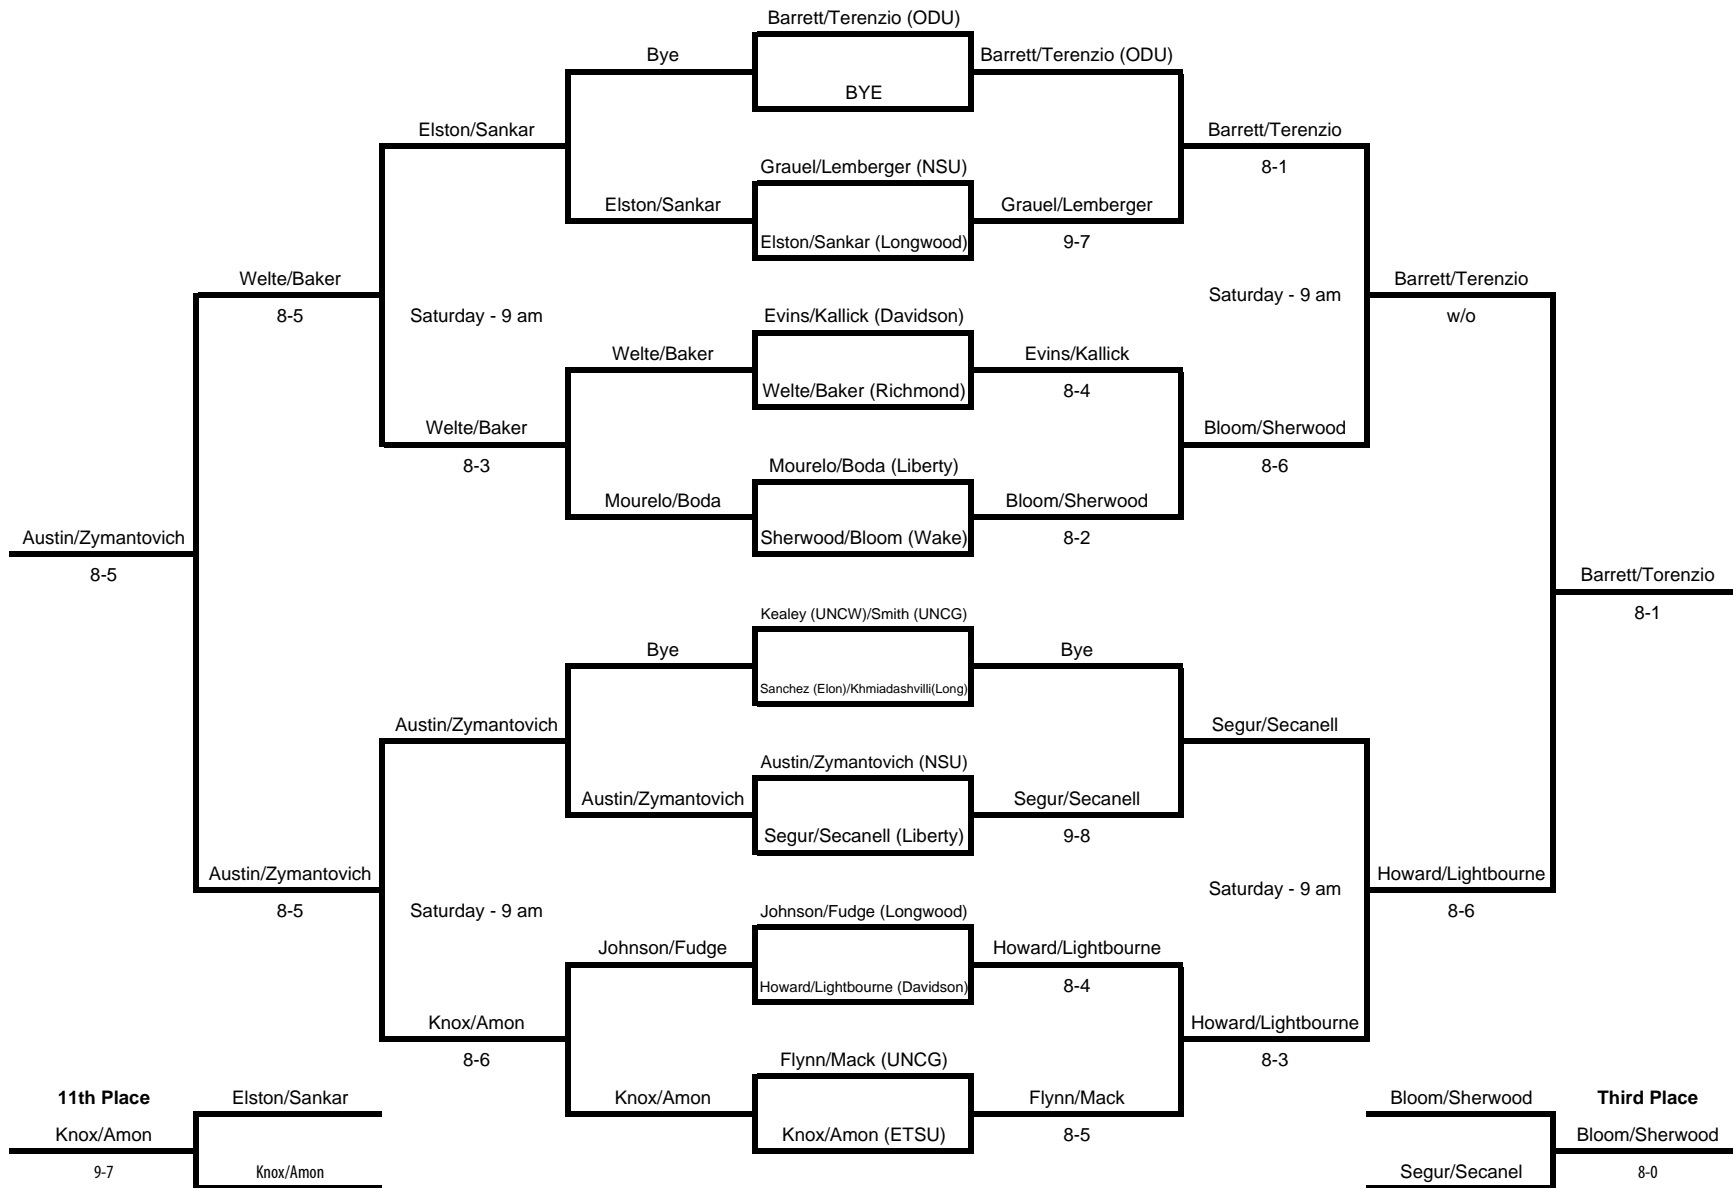 Barrett/Terenzio (ODU)
Bye
Barrett/Terenzio (ODU)
BYE
Elston/Sankar
Barrett/Terenzio
Grauel/Lemberger (NSU)
8-1
Elston/Sankar
Grauel/Lemberger
Elston/Sankar (Longwood)
9-7
Welte/Baker
Barrett/Terenzio
Saturday - 9 am
8-5
Saturday - 9 am
Evins/Kallick (Davidson)
w/o
Welte/Baker
Evins/Kallick
Welte/Baker (Richmond)
8-4
Welte/Baker
Bloom/Sherwood
8-3
Mourelo/Boda (Liberty)
8-6
Mourelo/Boda
Bloom/Sherwood
Austin/Zymantovich
Sherwood/Bloom (Wake)
8-2
8-5
Barrett/Torenzio
8-1
Kealey (UNCW)/Smith (UNCG)
Bye
Bye
Sanchez (Elon)/Khmiadashvilli(Long)
Austin/Zymantovich
Segur/Secanell
Austin/Zymantovich (NSU)
Austin/Zymantovich
Segur/Secanell
Segur/Secanell (Liberty)
9-8
Austin/Zymantovich
Howard/Lightbourne
Saturday - 9 am
8-5
Saturday - 9 am
Johnson/Fudge (Longwood)
8-6
Johnson/Fudge
Howard/Lightbourne
Howard/Lightbourne (Davidson)
8-4
Knox/Amon
Howard/Lightbourne
8-6
Flynn/Mack (UNCG)
8-3
11th Place
Elston/Sankar
Knox/Amon
Flynn/Mack
Bloom/Sherwood
Third Place
Knox/Amon
Knox/Amon (ETSU)
8-5
Bloom/Sherwood
9-7
Knox/Amon
Segur/Secanel
8-0